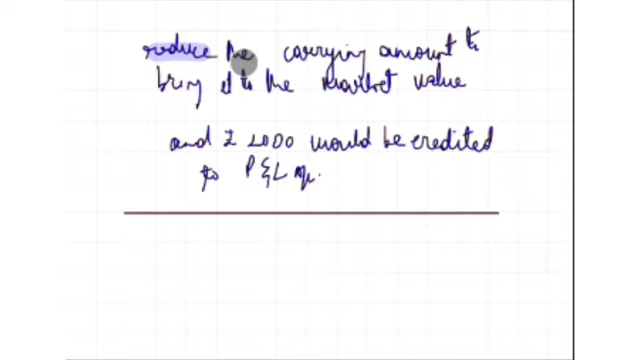 reduce the carrying amount to
bring it to the market value
and ₹ 2000 would be credited
to P&L a/c.